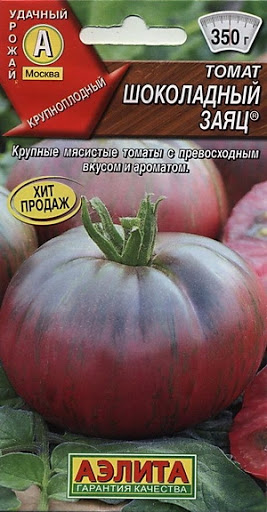 УДАЧНЫЙ
УРОЖАЙ
А
Москва
КРУПНОПЛОДНЫЙ
350 г
ТОМАТ
ШОКОЛАДНЫЙ
ЗАЯЦ®
Крупные мясистые томаты с превосходным
вкусом и ароматом.
ХИТ
ПРОДАЖ
АЭЛИТА
ГАРАНТИЯ КАЧЕСТВА